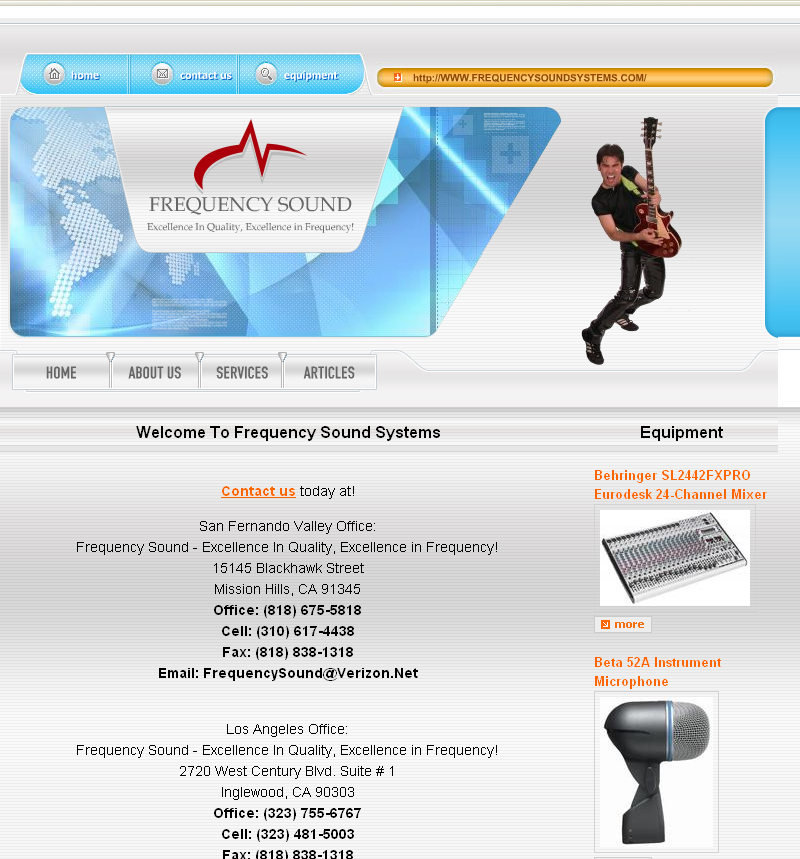 home
contact us
equipment
http://WWW.FREQUENCYSOUNDSYSTEMS.COM/
FREQUENCY SOUND
Excellence In Quality, Excellence in Frequency!
HOME
ABOUT US
SERVICES
ARTICLES
Welcome To Frequency Sound Systems
Contact us today at!
San Fernando Valley Office:
Frequency Sound - Excellence In Quality, Excellence in Frequency!
15145 Blackhawk Street
Mission Hills, CA 91345
Office: (818) 675-5818
Cell: (310) 617-4438
Fax: (818) 838-1318
Email: FrequencySound@Verizon.Net
Los Angeles Office:
Frequency Sound - Excellence In Quality, Excellence in Frequency!
2720 West Century Blvd. Suite # 1
Inglewood, CA 90303
Office: (323) 755-6767
Cell: (323) 481-5003
Fax: (818) 838-1318
Equipment
Behringer SL2442FXPRO
Eurodesk 24-Channel Mixer
more
Beta 52A Instrument
Microphone